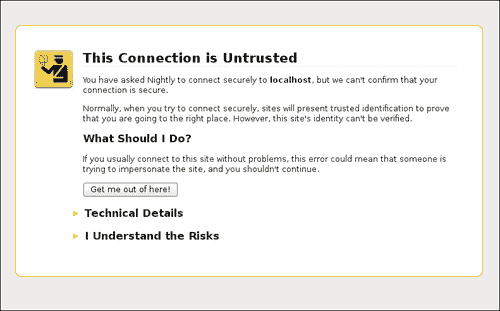 This Connection is Untrusted
You have asked Nightly to connect securely to localhost, but we can't confirm that your
connection is secure.
Normally, when you try to connect securely, sites will present trusted identification to prove
that you are going to the right place. However, this site's identity can't be verified.
What Should I Do?
If you usually connect to this site without problems, this error could mean that someone is
trying to impersonate the site, and you shouldn't continue.
Get me out of here!
Technical Details
I Understand the Risks